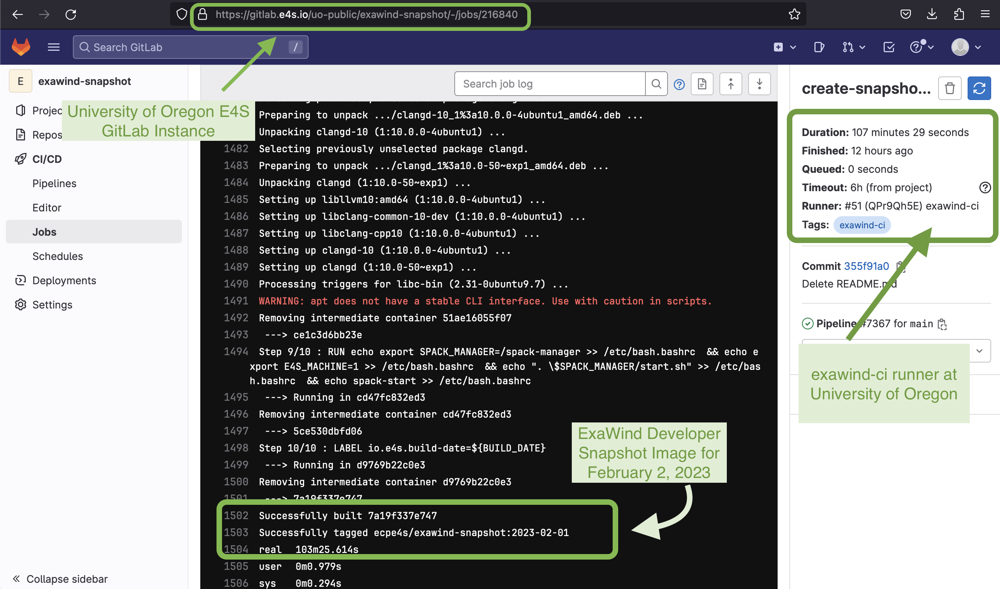 https://gitlab.e4s.io/uo-public/exawind-snapshot/-/jobs/216840
Search GitLab
/
E
exawind-snapshot
Projec
Repos
CI/CD
Pipelines
Editor
Jobs
Schedules
Deployments
Settings
Collapse sidebar
University of Oregon E4S
GitLab Instance
Search job log
Preparing to unpack .../clangd-10_1%3a10.0.0-4ubuntu1_amd64.deb ...
Unpacking clangd-10 (1:10.0.0-4ubuntu1) ...
1482 Selecting previously unselected package clangd.
1483 Preparing to unpack .../clangd_1%3a10.0-50~exp1_amd64.deb ...
1484 Unpacking clangd (1:10.0-50~exp1) ...
1485 Setting up libllvm10:amd64 (1:10.0.0-4ubuntu1) ...
1486 Setting up libclang-common-10-dev (1:10.0.0-4ubuntu1) ...
1487 Setting up libclang-cpp10 (1:10.0.0-4ubuntu1) ...
1488 Setting up clangd-10 (1:10.0.0-4ubuntu1) ...
1489 Setting up clangd (1:10.0-50~exp1) ...
1490 Processing triggers for libc-bin (2.31-0ubuntu9.7) ...
1491 WARNING: apt does not have a stable CLI interface. Use with caution in scripts.
1492 Removing intermediate container 51ae16055f07
1493 ---> ce1c3d6bb23e
1494 Step 9/10 : RUN echo export SPACK_MANAGER=/spack-manager >> /etc/bash.bashrc && echo e
xport E4S_MACHINE=1 >> /etc/bash.bashrc && echo ". \$SPACK_MANAGER/start.sh" >> /etc/bas
h.bashrc && echo spack-start >> /etc/bash.bashrc
1495 ---> Running in cd47fc832ed3
1496 Removing intermediate container cd47fc832ed3
1497 ---> 5ce530dbfd06
1498 Step 10/10 : LABEL io.e4s.build-date=${BUILD_DATE}
1499 ---> Running in d9769b22c0e3
1500 Removing intermediate container d9769b22c0e3
1501 ---> 7a19f337e747
1502 Successfully built 7a19f337e747
1503 Successfully tagged ecpe4s/exawind-snapshot:2023-02-01
1504 real 103m25.614s
1505 user 0m0.979s
1506 sys 0m0.294s
ExaWind Developer
Snapshot Image for
February 2, 2023
create-snapsho...
Duration: 107 minutes 29 seconds
Finished: 12 hours ago
Queued: 0 seconds
Timeout: 6h (from project)
Runner: #51 (QPr9Qh5E) exawind-ci
Tags: exawind-ci
Commit 355f91a0
Delete README.md
Pipeline #7367 for main
exawind-ci runner at
University of Oregon